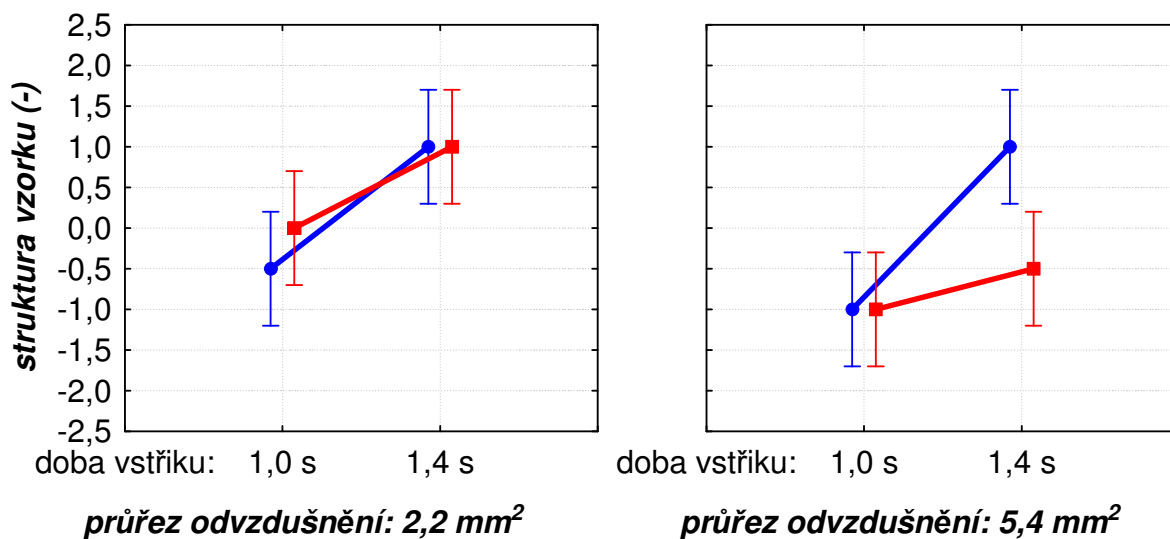 struktura vzorku (-)
2,5
2,0
1,5
1,0
0,5
0,0
-0,5
-1,0
-1,5
-2,0
-2,5
doba vstřiku: 1,0 s 1,4 s
průřez odvzdušnění: 2,2 mm²
doba vstřiku: 1,0 s 1,4 s
průřez odvzdušnění: 5,4 mm²